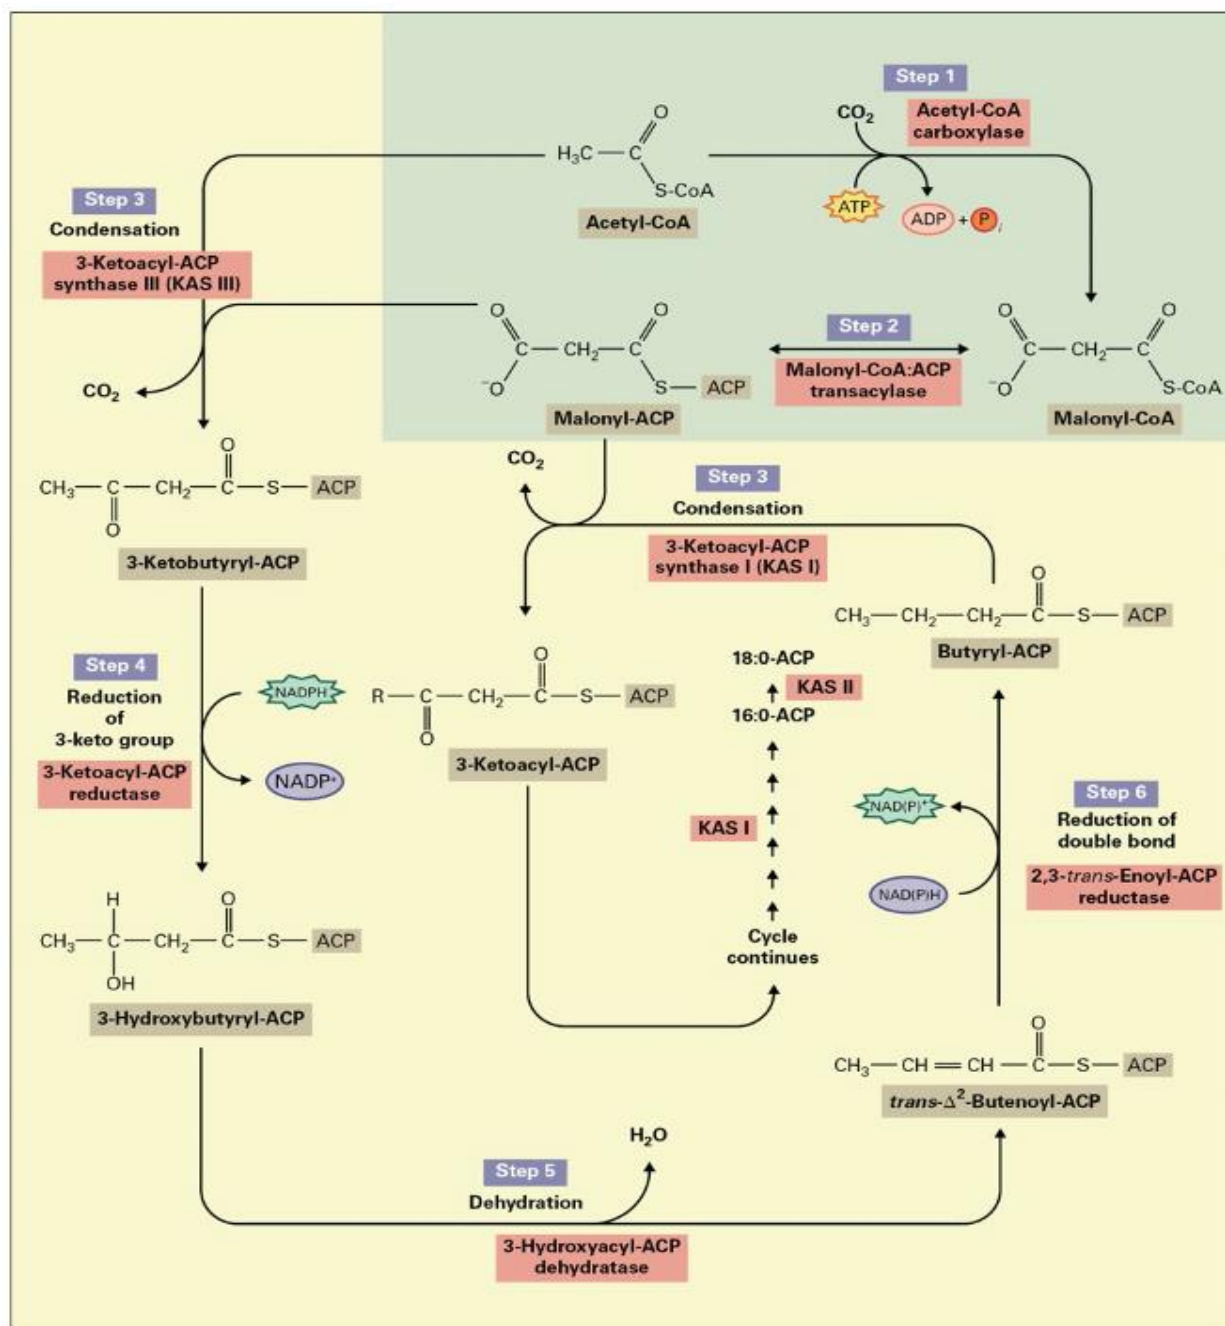 Step 1
CO₂
Acetyl-CoA
carboxylase
O
H₃C
C
S-CoA
ATP
ADP
+
P
i
Acetyl-CoA
Step 3
Condensation
3-Ketoacyl-ACP
synthase III (KAS III)
CO₂
O
O
C
CH₂
C
⁻O
S
ACP
Malonyl-ACP
Step 2
Malonyl-CoA:ACP
transacylase
O
O
C
CH₂
C
⁻O
S-CoA
Malonyl-CoA
O
CH₃
C
CH₂
C
S
ACP
O
3-Ketobutyryl-ACP
CO₂
Step 3
Condensation
3-Ketoacyl-ACP
synthase I (KAS I)
O
CH₃
CH₂
CH₂
C
S
ACP
Butyryl-ACP
Step 4
Reduction
of
3-keto group
3-Ketoacyl-ACP
reductase
NADPH
NADP⁺
O
R
C
CH₂
C
S
ACP
O
3-Ketoacyl-ACP
18:0-ACP
KAS II
16:0-ACP
KAS I
Cycle
continues
NAD(P)⁺
NAD(P)H
Step 6
Reduction of
double bond
2,3-trans-Enoyl-ACP
reductase
H
O
CH₃
C
CH₂
C
S
ACP
OH
3-Hydroxybutyryl-ACP
O
CH₃
CH
CH
C
S
ACP
trans-Δ²-Butenoyl-ACP
H₂O
Step 5
Dehydration
3-Hydroxyacyl-ACP
dehydratase